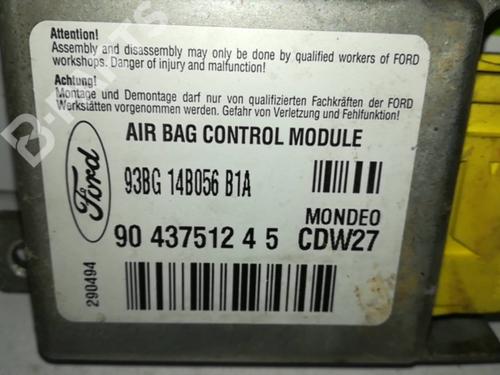 Attention!
Assembly and disassembly may only be done by qualified workers of FORD
workshops. Danger of injury and malfunction!
Achtung!
Montage und Demontage darf nur von qualifizierten Fachkräften der FORD
Werkstätten vorgenommen werden. Gefahr von Verletzung und Fehlfunktion!
AIR BAG CONTROL MODULE
Ford
93BG 14B056 B1A
MONDEO
90 437512 4 5 CDW27
290494
B-PARTS